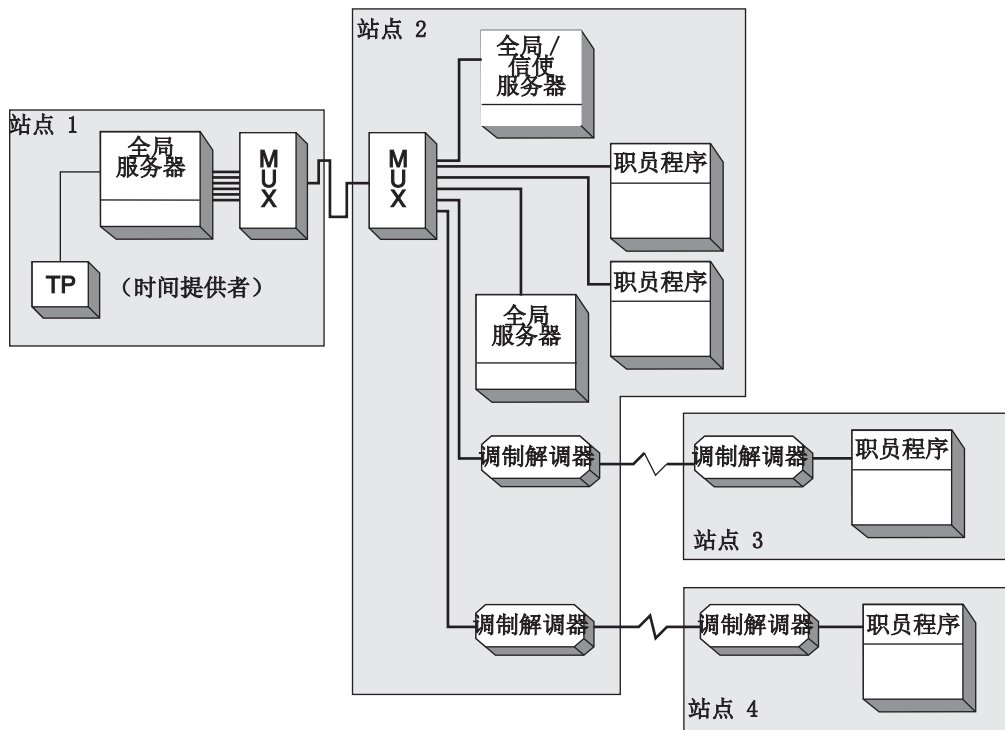 站点 1
全局
服务器
MUX
TP
（时间提供者）
站点 2
MUX
全局 /
信使
服务器
职员程序
职员程序
全局
服务器
调制解调器
调制解调器
职员程序
站点 3
调制解调器
调制解调器
职员程序
站点 4